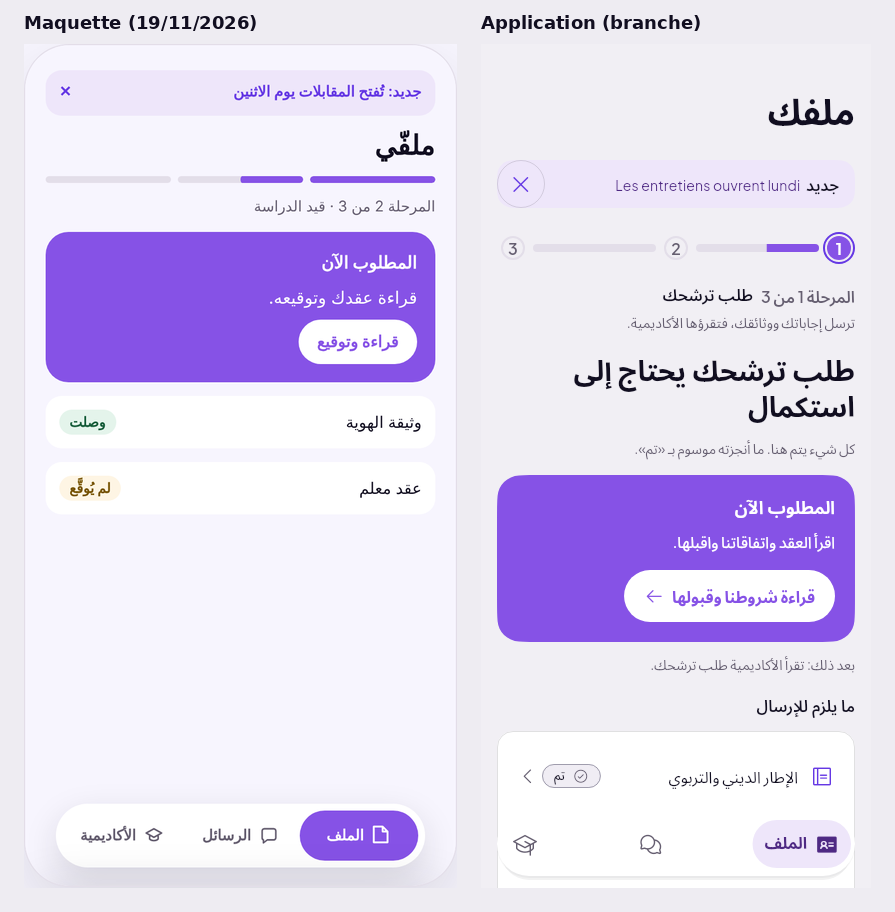 Maquette (19/11/2026)
جديد: تُفتح المقابلات يوم الاثنين ×
ملفّي
المرحلة 2 من 3 · قيد الدراسة
المطلوب الآن
قراءة عقدك وتوقيعه.
قراءة وتوقيع
وثيقة الهوية وصلت
عقد معلم لم يُوقَّع
الملف الرسائل الأكاديمية
Application (branche)
ملفك
جديد Les entretiens ouvrent lundi
1 2 3
المرحلة 1 من 3 طلب ترشحك
ترسل إجاباتك ووثائقك، فتقرؤها الأكاديمية.
طلب ترشحك يحتاج إلى
استكمال
كل شيء يتم هنا. ما أنجزته موسوم بـ «تم».
المطلوب الآن
اقرأ العقد واتفاقاتنا واقبلها.
قراءة شروطنا وقبولها ←
بعد ذلك: تقرأ الأكاديمية طلب ترشحك.
ما يلزم للإرسال
الإطار الديني والتربوي تم
الملف